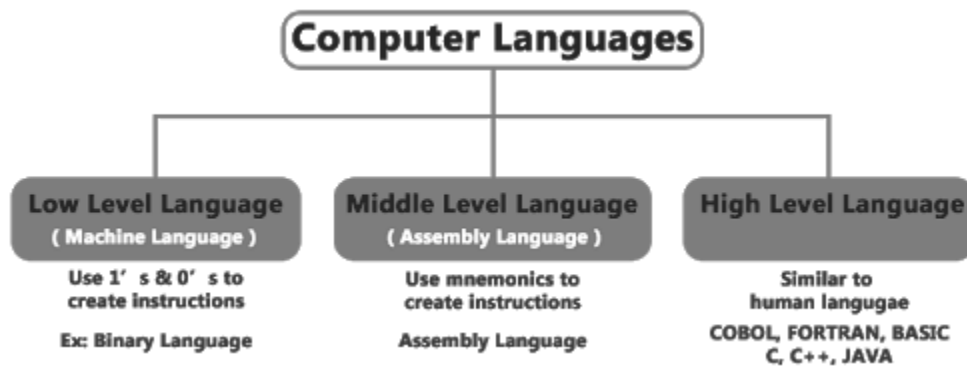 Computer Languages
Low Level Language
( Machine Language )
Use 1′ s & 0′ s to
create instructions
Ex: Binary Language
Middle Level Language
( Assembly Language )
Use mnemonics to
create instructions
Assembly Language
High Level Language
Similar to
human langugae
COBOL, FORTRAN, BASIC
C, C++, JAVA